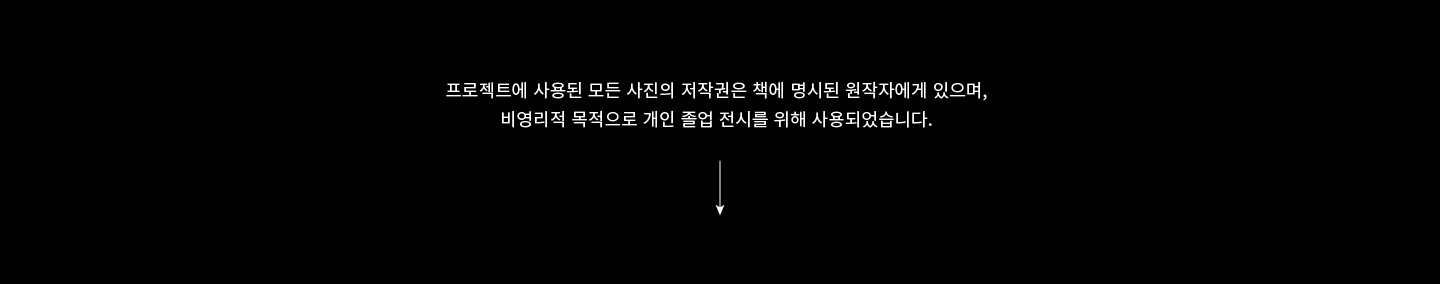 프로젝트에 사용된 모든 사진의 저작권은 책에 명시된 원작자에게 있으며,
비영리적 목적으로 개인 졸업 전시를 위해 사용되었습니다.